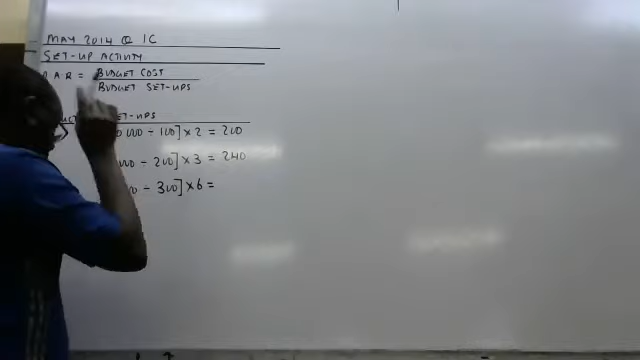 MAY 2014 Q 1C
SET-UP ACTIVITY
O A R = BUDGET COST
BUDGET SET-UPS
ET-UPS
000 ÷ 100] × 2 = 200
000 ÷ 200] × 3 = 240
÷ 300] × 6 =